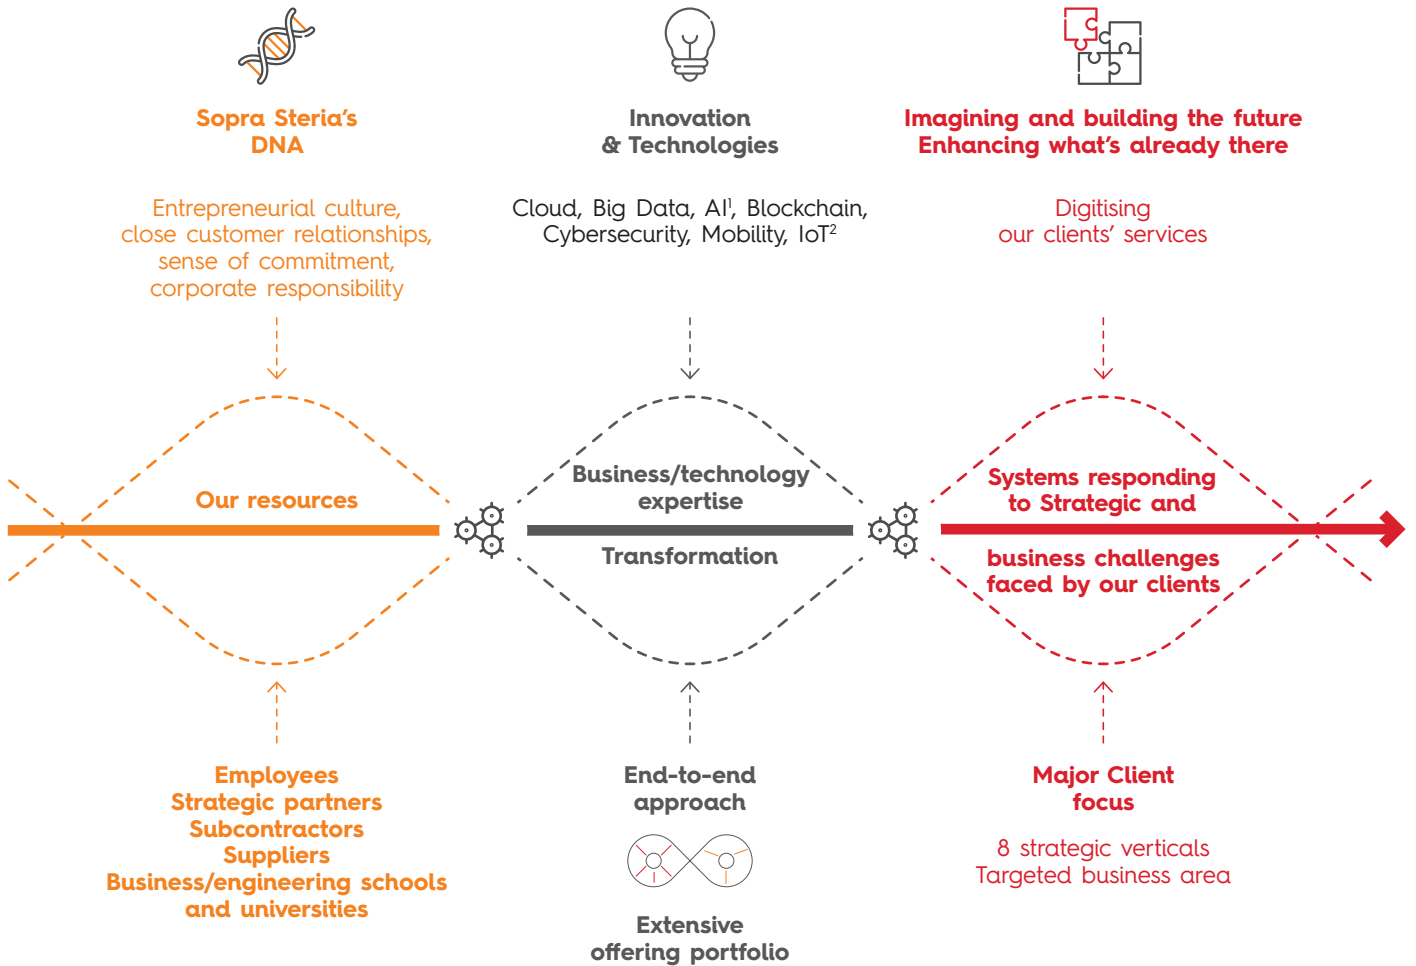 Sopra Steria's
DNA
Entrepreneurial culture,
close customer relationships,
sense of commitment,
corporate responsibility
Our resources
Employees
Strategic partners
Subcontractors
Suppliers
Business/engineering schools
and universities
Innovation
& Technologies
Cloud, Big Data, AI¹, Blockchain,
Cybersecurity, Mobility, IoT²
Business/technology
expertise
Transformation
End-to-end
approach
Extensive
offering portfolio
Imagining and building the future
Enhancing what's already there
Digitising
our clients' services
Systems responding
to Strategic and
business challenges
faced by our clients
Major Client
focus
8 strategic verticals
Targeted business area